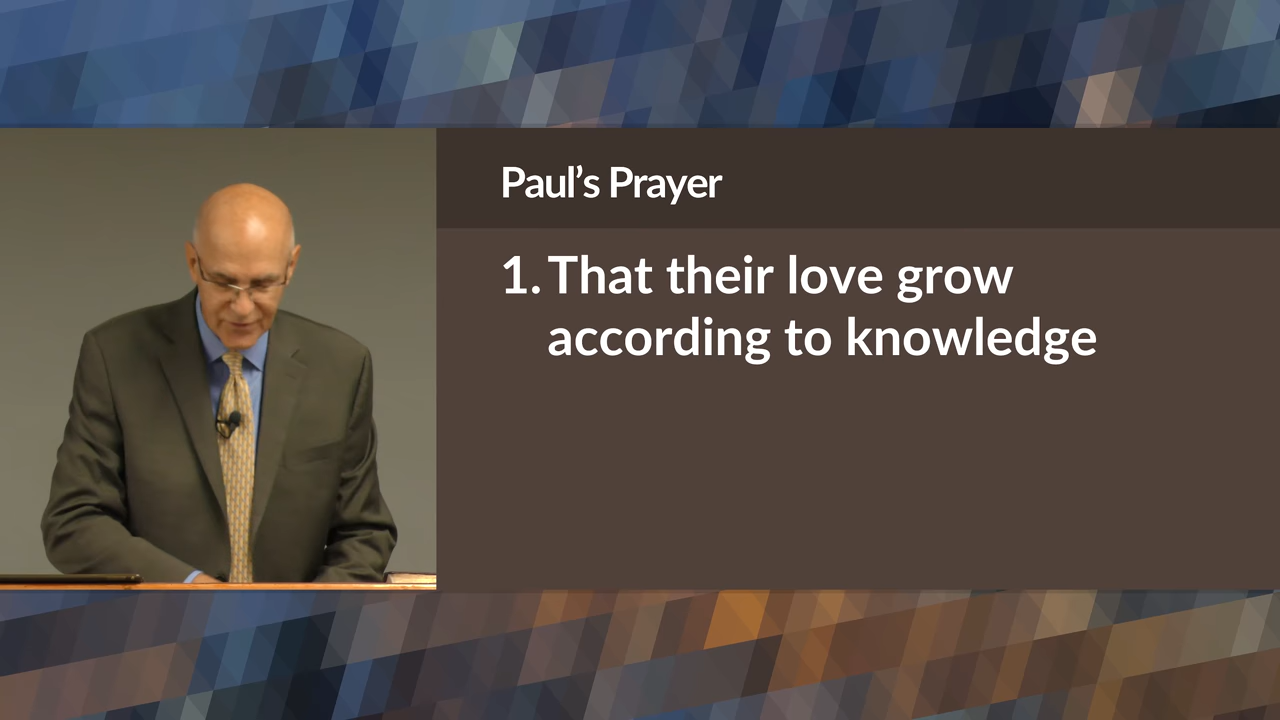 Paul’s Prayer
1. That their love grow
according to knowledge